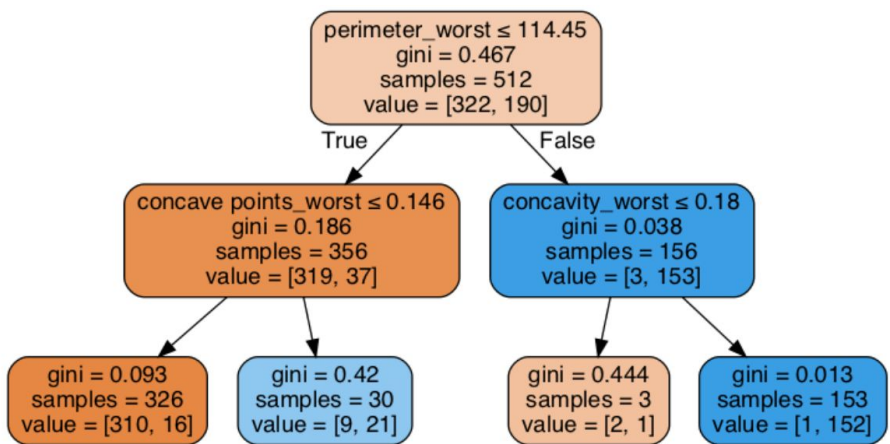 perimeter_worst ≤ 114.45
gini = 0.467
samples = 512
value = [322, 190]
True
False
concave points_worst ≤ 0.146
gini = 0.186
samples = 356
value = [319, 37]
concavity_worst ≤ 0.18
gini = 0.038
samples = 156
value = [3, 153]
gini = 0.093
samples = 326
value = [310, 16]
gini = 0.42
samples = 30
value = [9, 21]
gini = 0.444
samples = 3
value = [2, 1]
gini = 0.013
samples = 153
value = [1, 152]